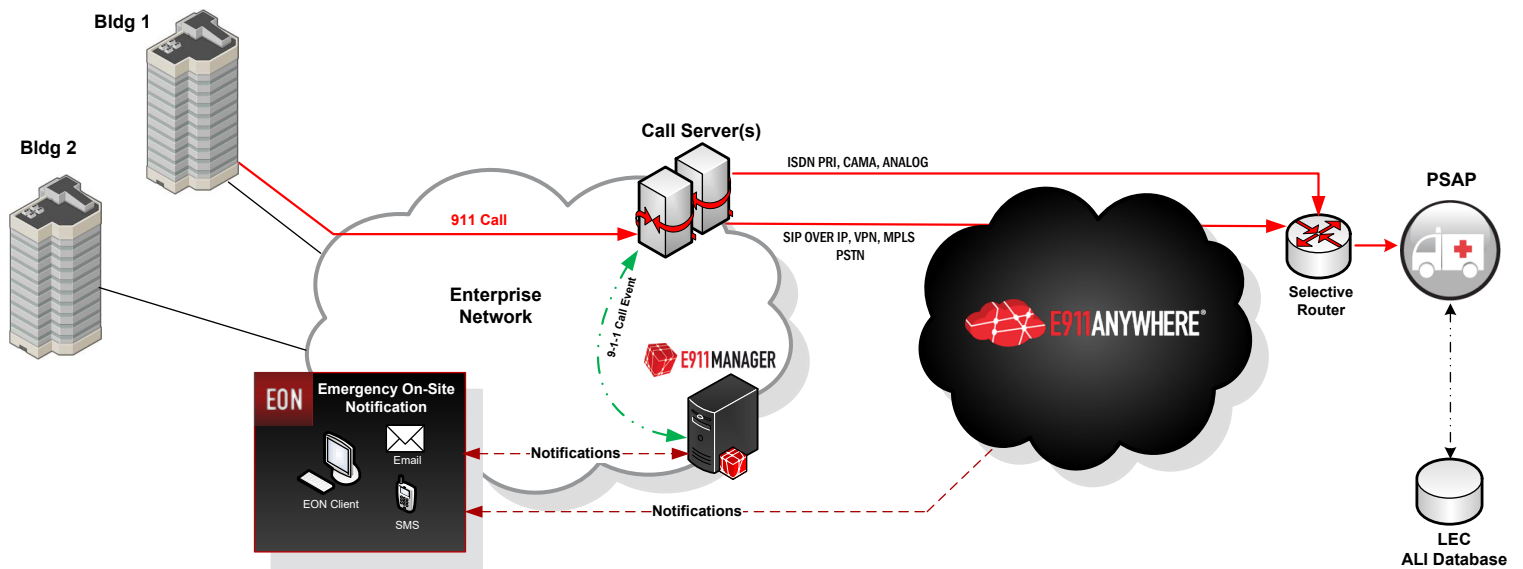 Bldg 1
Bldg 2
Call Server(s)
ISDN PRI, CAMA, ANALOG
PSAP
911 Call
SIP OVER IP, VPN, MPLS
PSTN
Enterprise
Network
9-1-1 Call Event
E911MANAGER
E911ANYWHERE®
Selective
Router
EON
Emergency On-Site
Notification
Email
EON Client
SMS
Notifications
Notifications
LEC
ALI Database